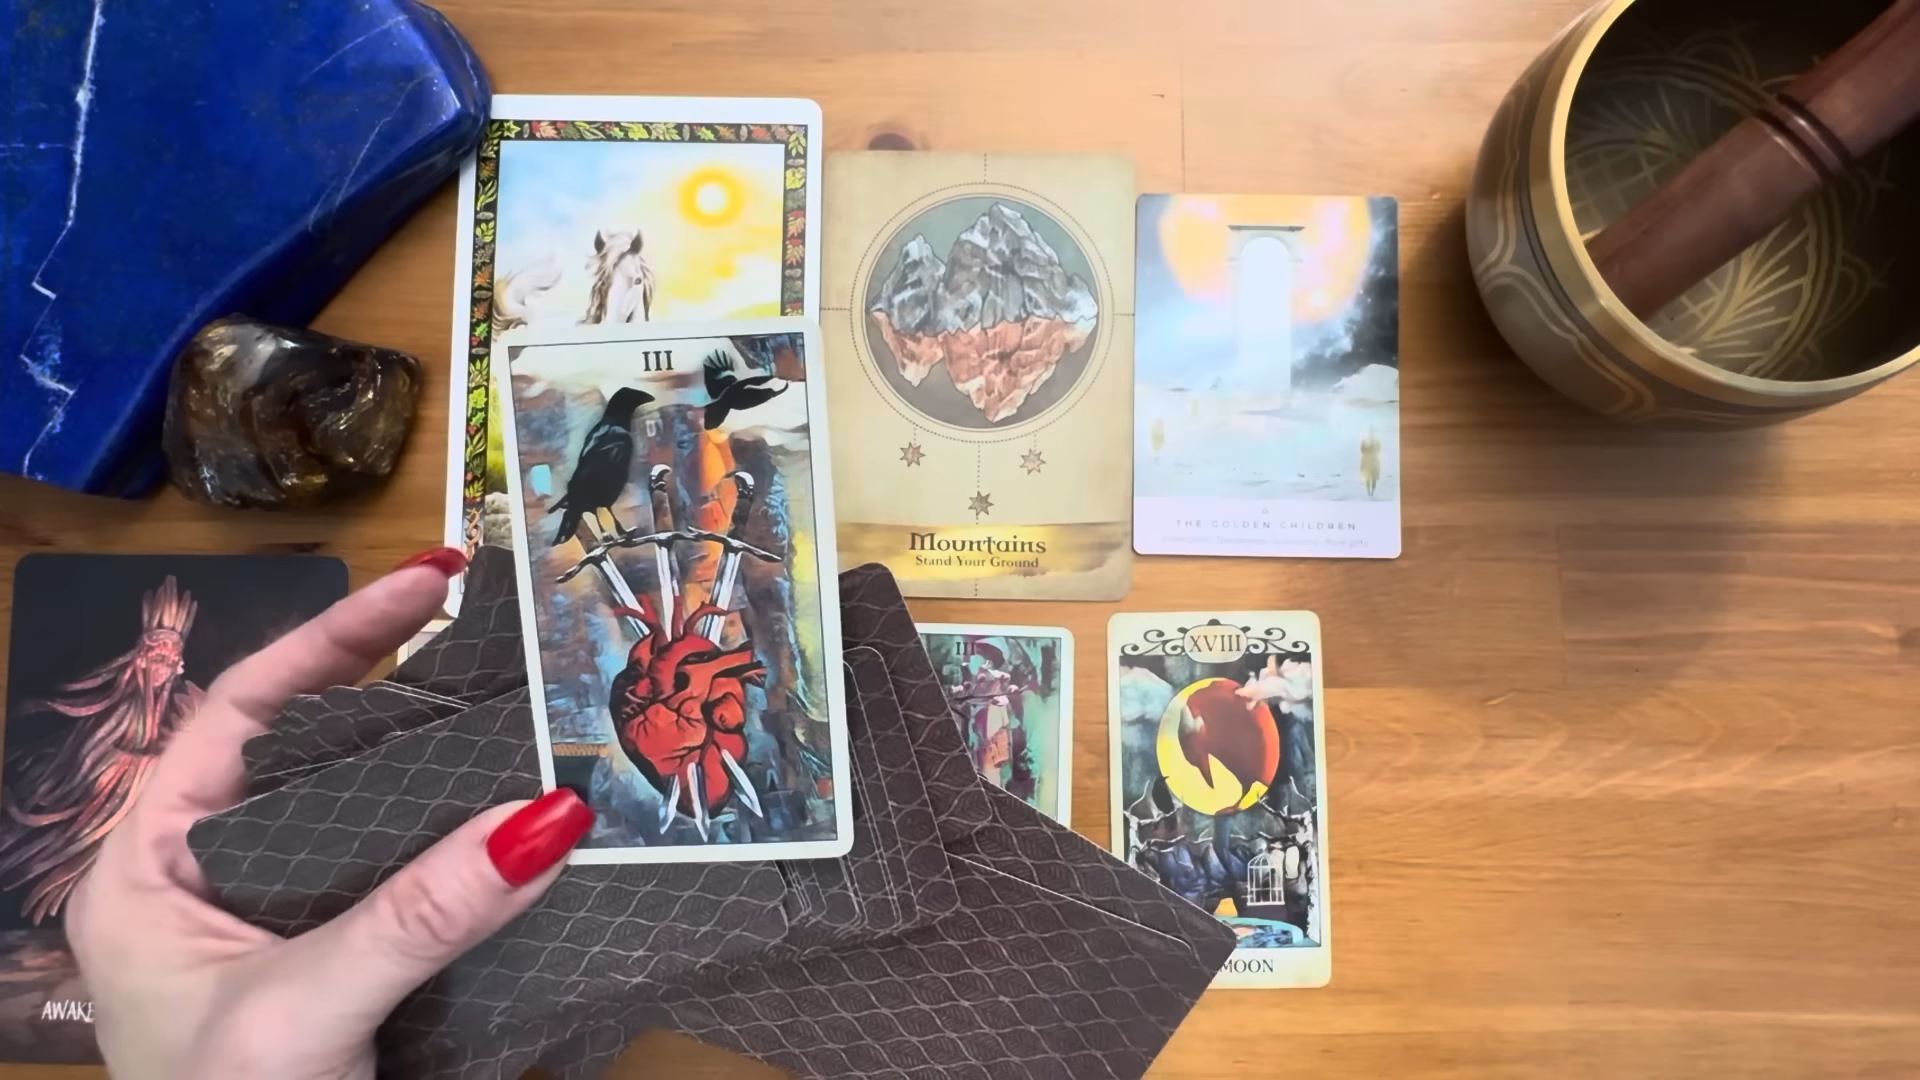 III
Mountains
Stand Your Ground
THE GOLDEN CHILDREN
III
XVIII
MOON
AWAKE